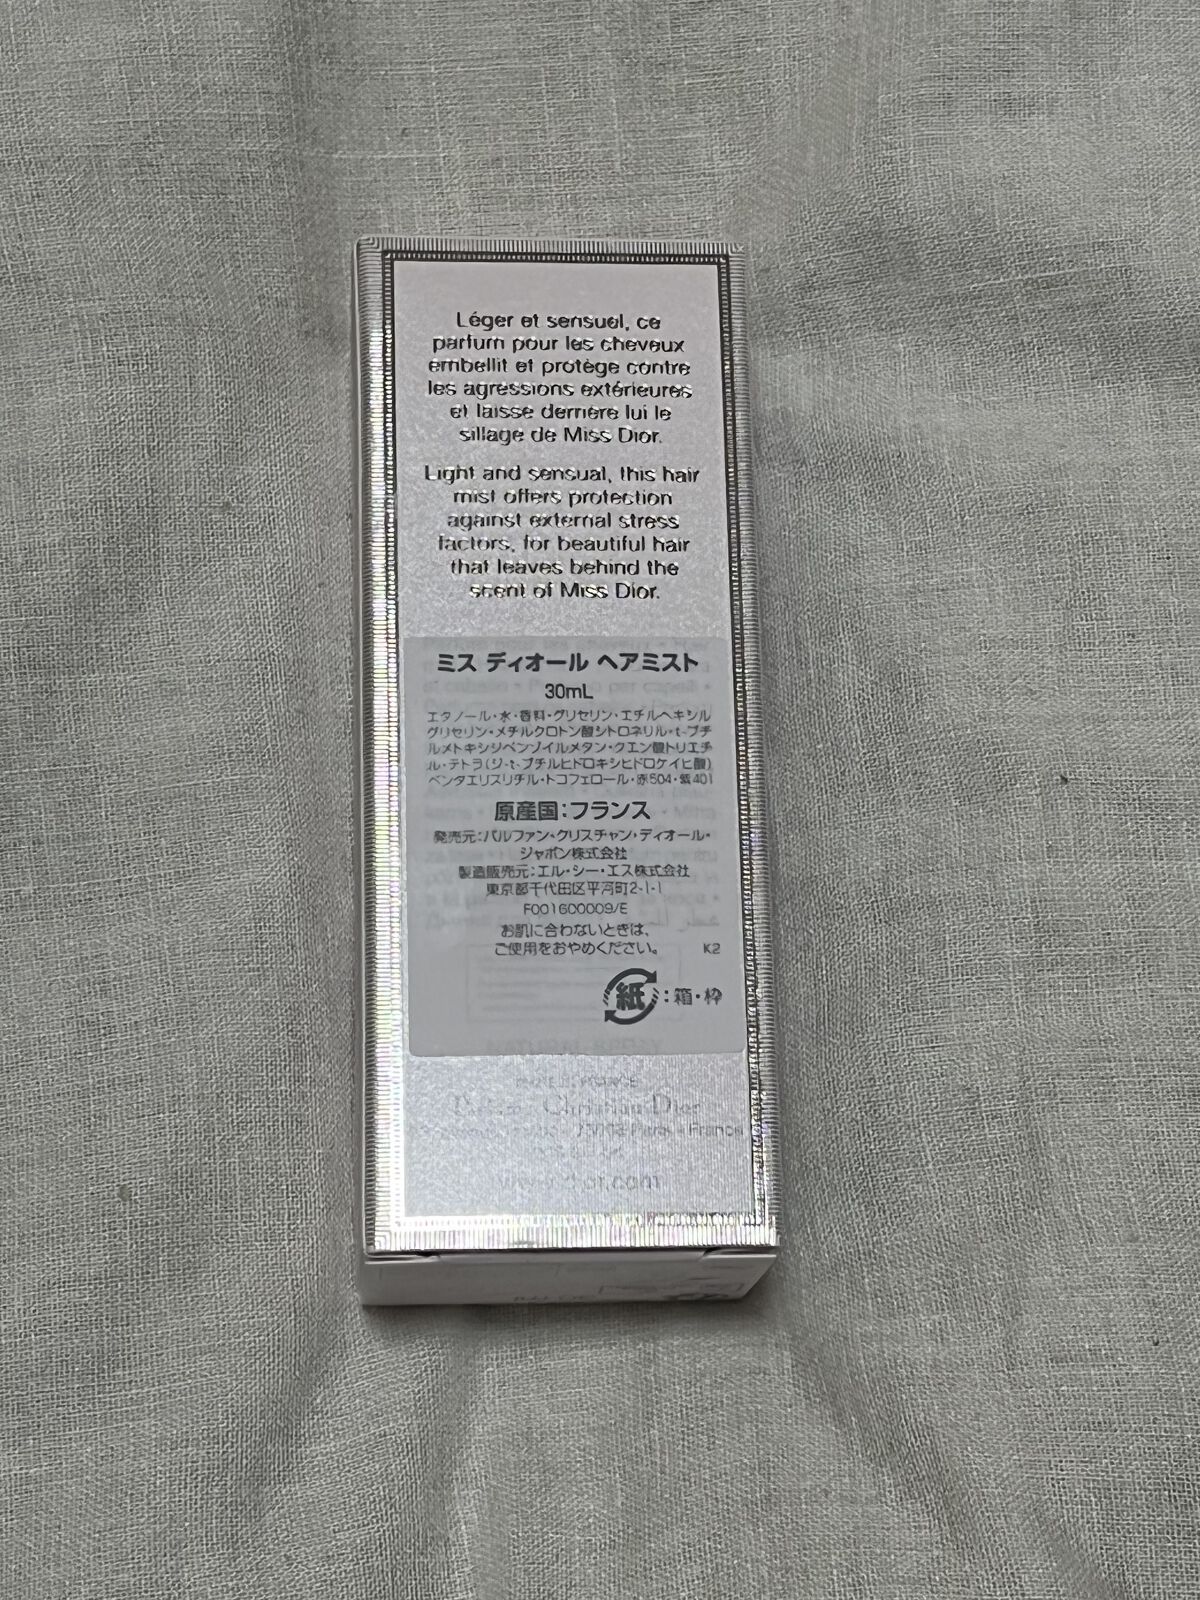 Léger et sensuel, ce
parfum pour les cheveux
embellit et protège contre
les agressions extérieures
et laisse derrière lui le
sillage de Miss Dior.
Light and sensual, this hair
mist offers protection
against external stress
factors, for beautiful hair
that leaves behind the
scent of Miss Dior.
ミス ディオール ヘアミスト
30mL
エタノール・水・香料・グリセリン・エチルヘキシル
グリセリン・メチルクロトン酸シトロネリル・t-ブチ
ルメトキシジベンゾイルメタン・クエン酸トリエチ
ル・テトラ(ジ-t-ブチルヒドロキシヒドロケイヒ酸)
ペンタエリスリチル・トコフェロール・赤504・紫401
原産国：フランス
発売元：パルファン・クリスチャン・ディオール・
ジャポン株式会社
製造販売元：エル・シー・エス株式会社
東京都千代田区平河町2-1-1
F001600009/E
お肌に合わないときは、
ご使用をおやめください。 K2
紙：箱・枠
Christian Dior
France